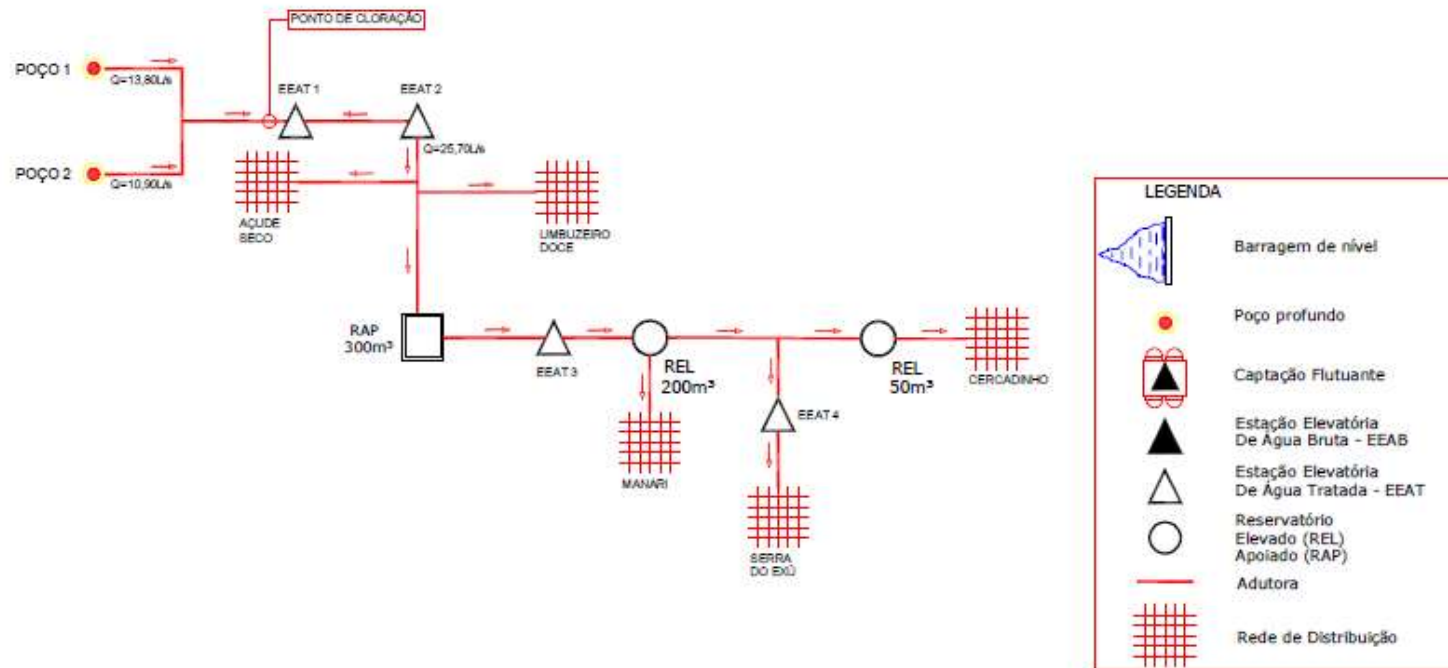 PONTO DE CLORAÇÃO
POÇO 1
Q=13,80L/s
EEAT 1
EEAT 2
Q=25,70L/s
POÇO 2
Q=10,90L/s
AÇUDE
SECO
UMBUZEIRO
DOCE
RAP
300m³
EEAT 3
REL
200m³
REL
50m³
CERCADINHO
EEAT 4
MANARI
SERRA
DO EXÚ
LEGENDA
Barragem de nível
Poço profundo
Captação Flutuante
Estação Elevatória
De Água Bruta - EEAB
Estação Elevatória
De Água Tratada - EEAT
Reservatório
Elevado (REL)
Apoiado (RAP)
Adutora
Rede de Distribuição